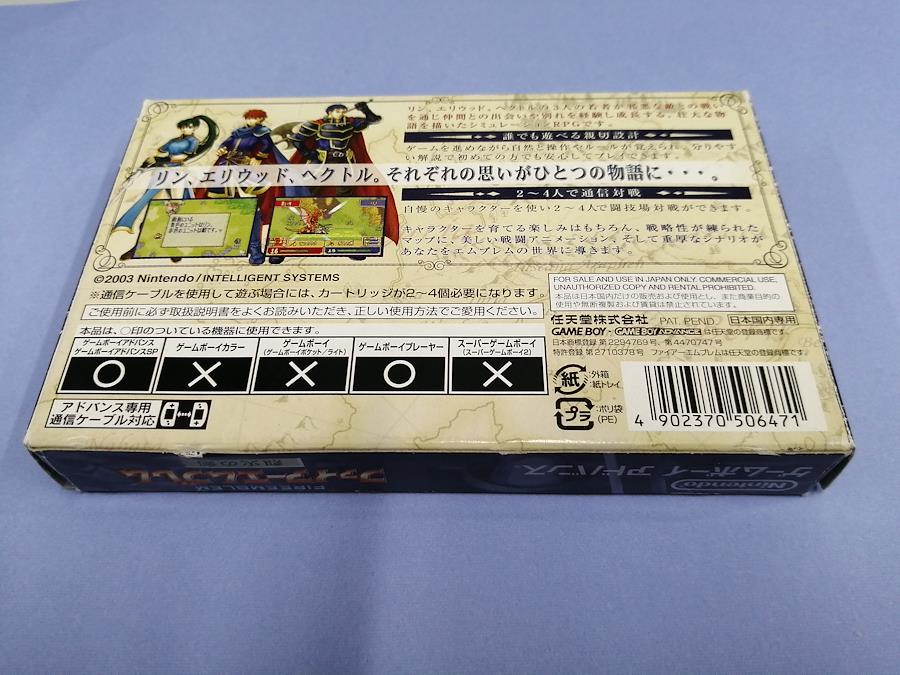 リン、エリウッド、ヘクトルの3人の若者が邪悪な敵との戦い
を通じ仲間との出会いや別れを経験し成長する、壮大な物
語を描いたシミュレーションRPGです。
誰でも遊べる親切設計
ゲームを進めながら自然と操作やルールが覚えられ、分りやす
い解説で初めての方でも安心してプレイできます。
リン、エリウッド、ヘクトル。それぞれの思いがひとつの物語に・・・。
2～4人で通信対戦
自慢のキャラクターを使い2～4人で闘技場対戦ができます。
キャラクターを育てる楽しみはもちろん、戦略性が練られ
たマップに、美しい戦闘アニメーション、そして重厚なシナリオが
あなたをエムブレムの世界に導きます。
©2003 Nintendo/INTELLIGENT SYSTEMS
※通信ケーブルを使用して遊ぶ場合には、カートリッジが2～4個必要になります。
ご使用前に必ず取扱説明書をよくお読みいただき、正しい使用方法でご愛用ください。
本品は、○印のついている機器に使用できます。
ゲームボーイアドバンス
ゲームボーイアドバンスSP
○
ゲームボーイカラー
×
ゲームボーイ
(ゲームボーイポケット/ライト)
×
ゲームボーイプレーヤー
○
スーパーゲームボーイ
(スーパーゲームボーイ2)
×
アドバンス専用
通信ケーブル対応
FOR SALE AND USE IN JAPAN ONLY. COMMERCIAL USE,
UNAUTHORIZED COPY AND RENTAL PROHIBITED.
本品は日本国内だけの販売および使用とし、また商業目的の
使用や無断複製および賃貸は禁止します。
任天堂株式会社 PAT. PEND. 日本国内専用
GAME BOY・GAME BOY ADVANCE は任天堂の登録商標です。
日本商標登録 第2294769号、第4470747号
特許登録 第2710378号 ファイアーエムブレムは任天堂の登録商標です。
紙
:外箱
:紙トレイ
プラ
:ポリ袋
(PE)
4 902370 506471
FIRE EMBLEM
ファイアーエムブレム
烈火の剣
ゲームボーイアドバンス
Nintendo